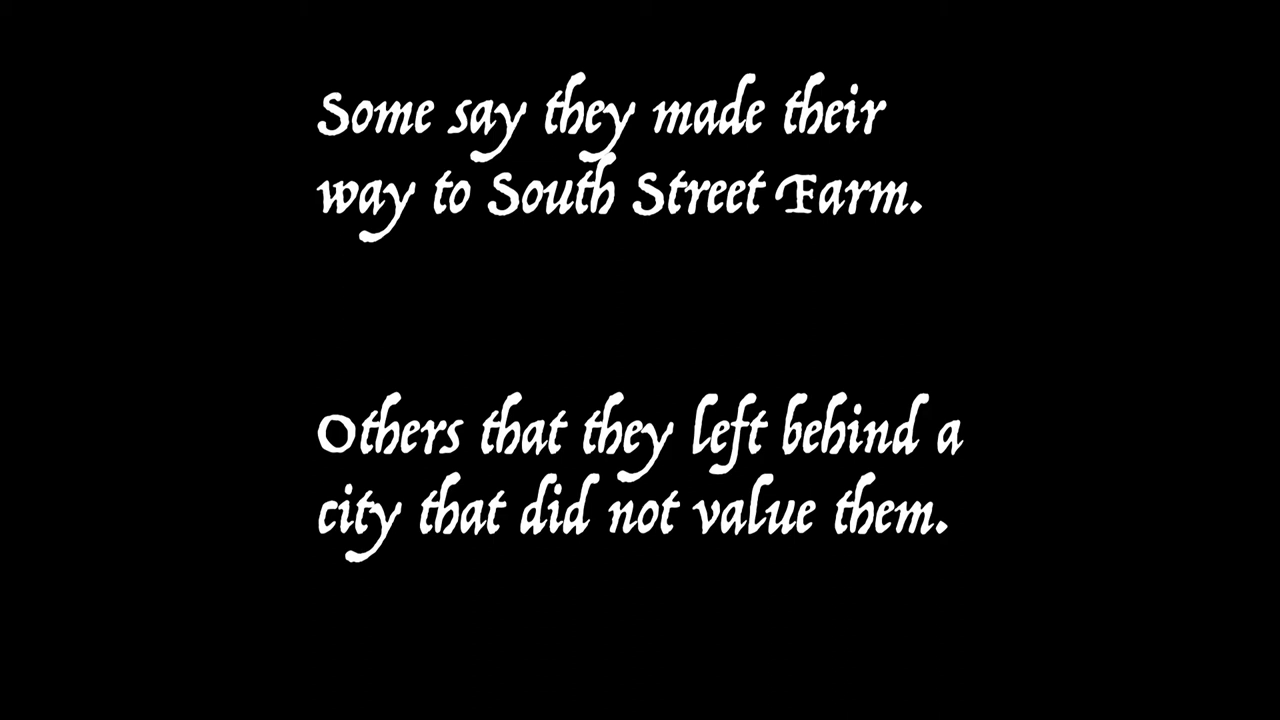 Some say they made their
way to South Street Farm.
Others that they left behind a
city that did not value them.